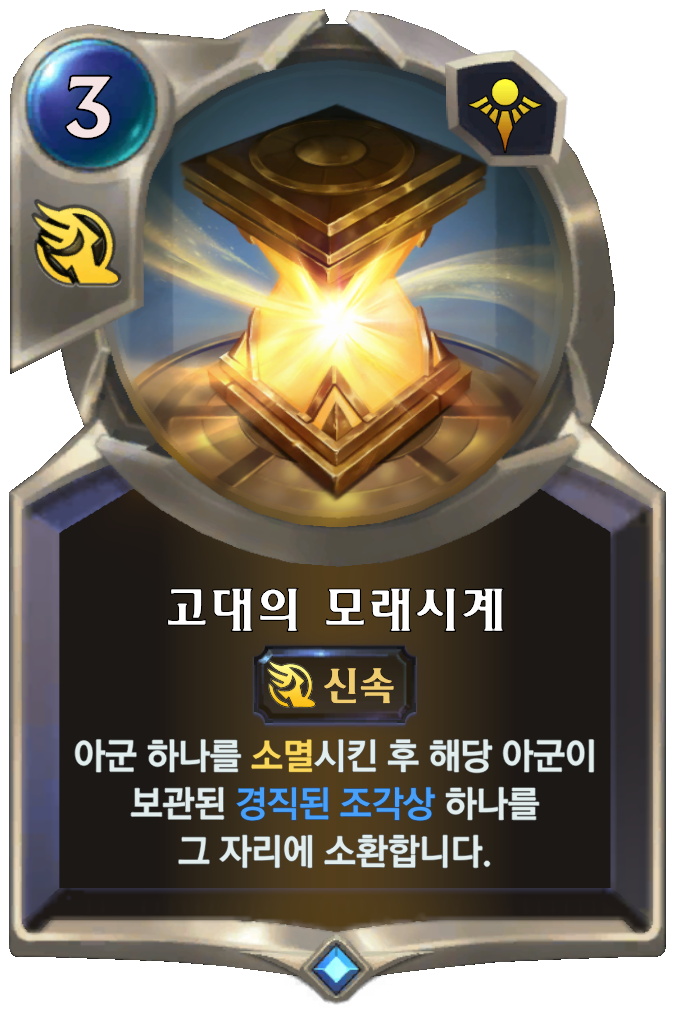 3
고대의 모래시계
신속
아군 하나를 소멸시킨 후 해당 아군이
보관된 경직된 조각상 하나를
그 자리에 소환합니다.